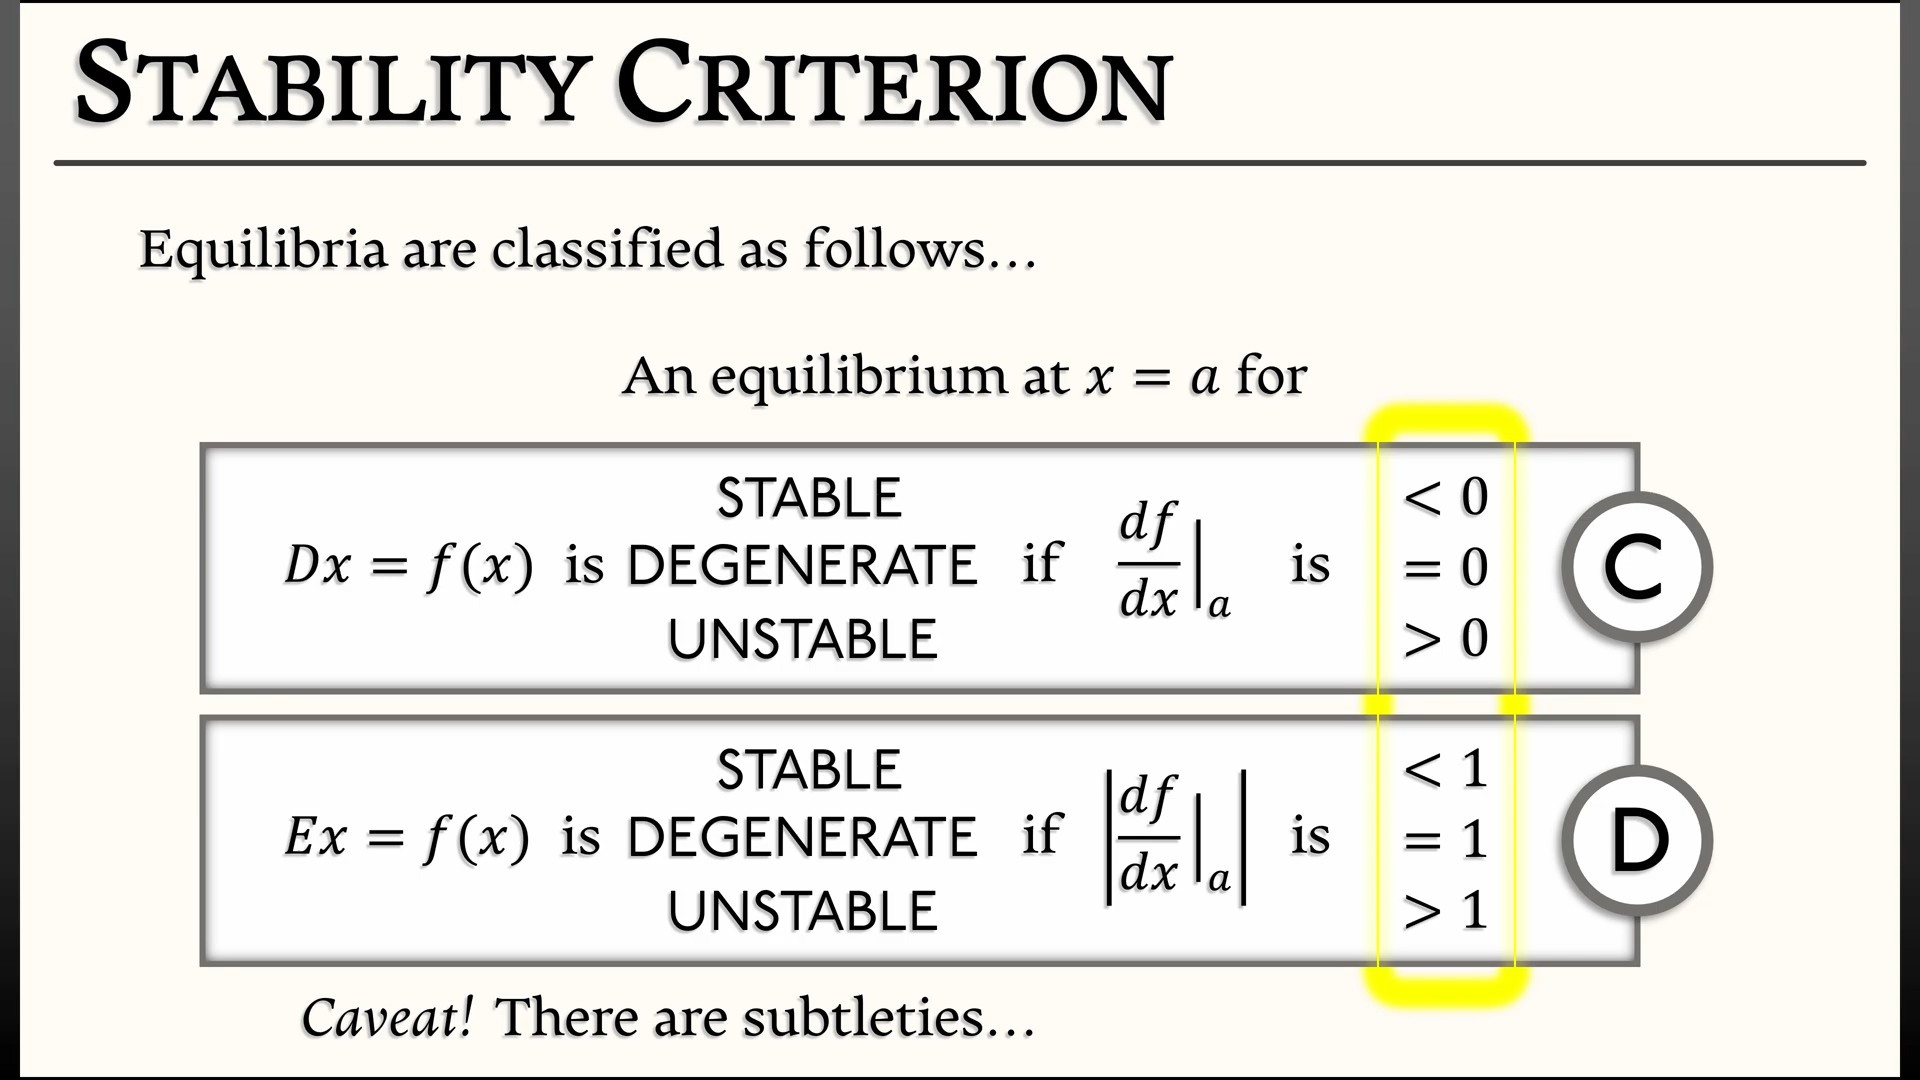 STABILITY CRITERION
Equilibria are classified as follows...
An equilibrium at x = a for
STABLE < 0
Dx = f(x) is DEGENERATE if df/dx|a is = 0 C
UNSTABLE > 0
STABLE < 1
Ex = f(x) is DEGENERATE if |df/dx|a| is = 1 D
UNSTABLE > 1
Caveat! There are subtleties...